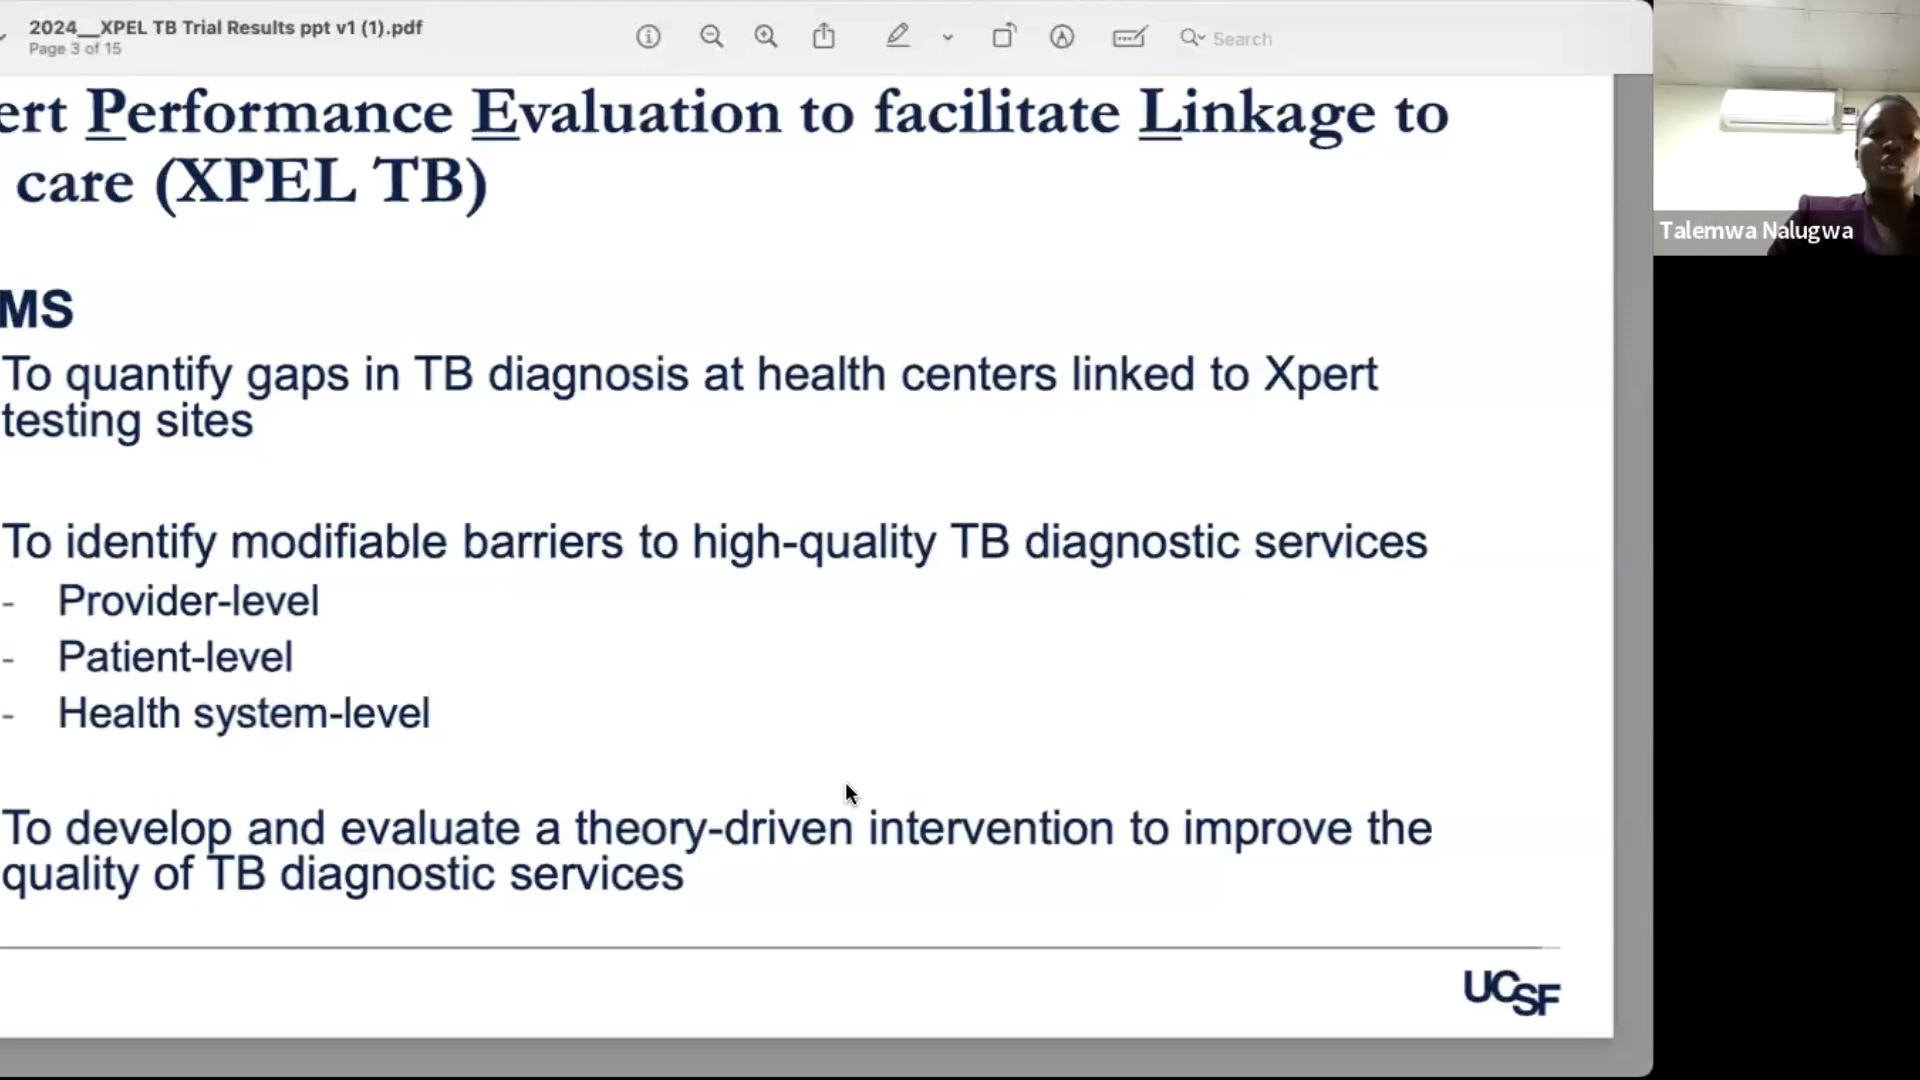 2024__XPEL TB Trial Results ppt v1 (1).pdf
Page 3 of 15
Search
ert Performance Evaluation to facilitate Linkage to
care (XPEL TB)
Talemwa Nalugwa
MS
To quantify gaps in TB diagnosis at health centers linked to Xpert
testing sites
To identify modifiable barriers to high-quality TB diagnostic services
- Provider-level
- Patient-level
- Health system-level
To develop and evaluate a theory-driven intervention to improve the
quality of TB diagnostic services
UCSF